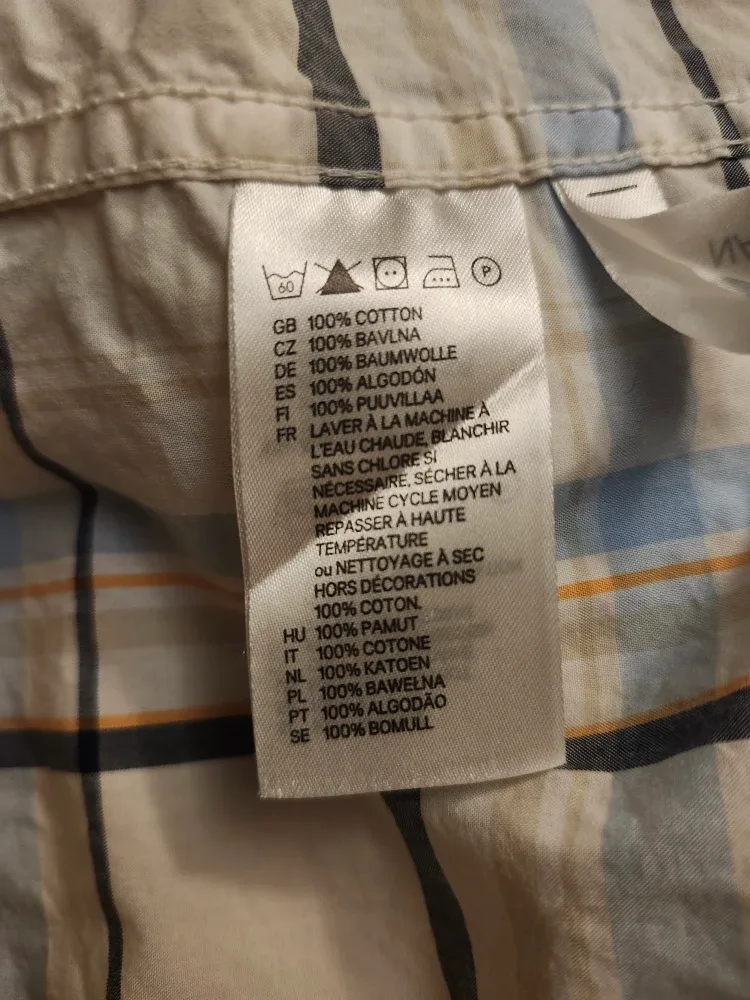 60 P
GB 100% COTTON
CZ 100% BAVLNA
DE 100% BAUMWOLLE
ES 100% ALGODÓN
FI 100% PUUVILLAA
FR LAVER À LA MACHINE À
L'EAU CHAUDE, BLANCHIR
SANS CHLORE SI
NÉCESSAIRE, SÉCHER À LA
MACHINE CYCLE MOYEN
REPASSER À HAUTE
TEMPÉRATURE
ou NETTOYAGE À SEC
HORS DÉCORATIONS
100% COTON.
HU 100% PAMUT
IT 100% COTONE
NL 100% KATOEN
PL 100% BAWEŁNA
PT 100% ALGODÃO
SE 100% BOMULL